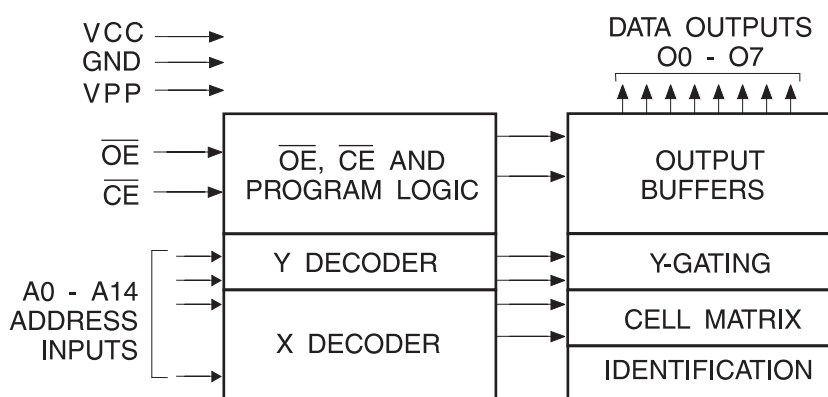 VCC
GND
VPP
OE
CE
A0 - A14
ADDRESS
INPUTS
OE, CE AND
PROGRAM LOGIC
Y DECODER
X DECODER
DATA OUTPUTS
O0 - O7
OUTPUT
BUFFERS
Y-GATING
CELL MATRIX
IDENTIFICATION